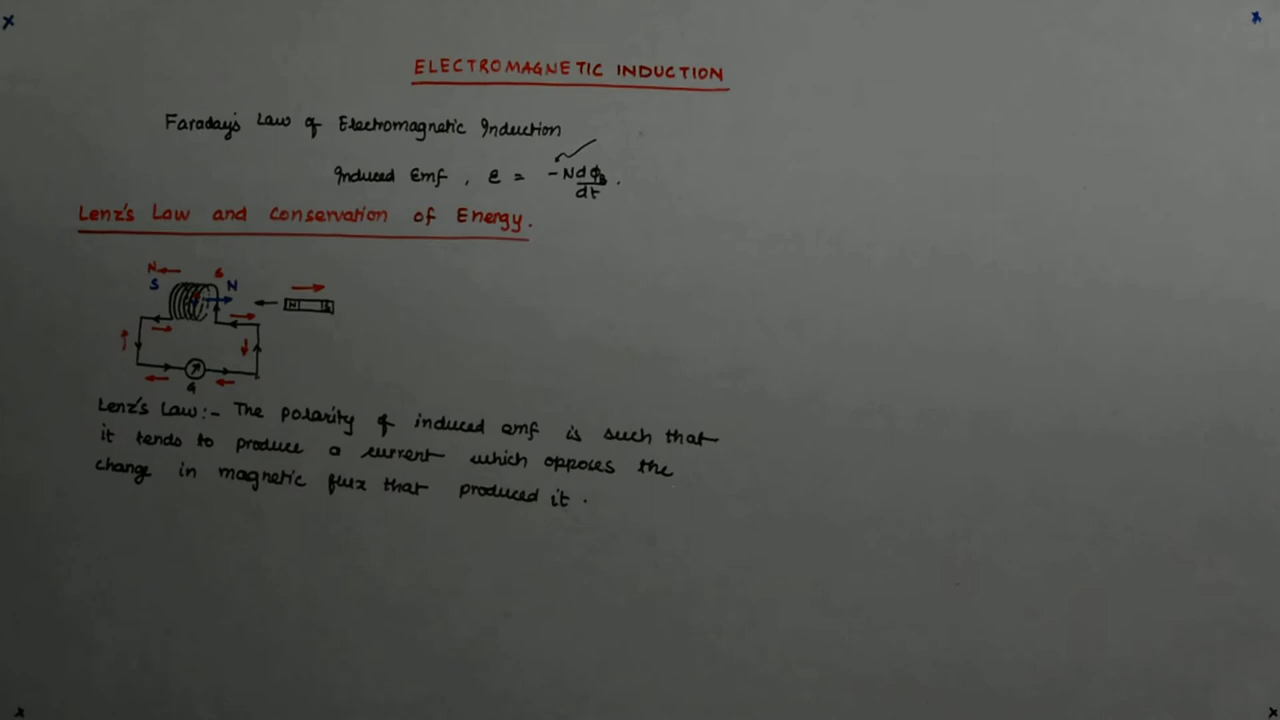 ELECTROMAGNETIC INDUCTION
Faraday's Law of Electromagnetic Induction
Induced Emf , ε = -N dϕB/dt .
Lenz's Law and Conservation of Energy.
N S
S N
N S
G
Lenz's Law:- The polarity of induced emf is such that
it tends to produce a current which opposes the
change in magnetic flux that produced it .